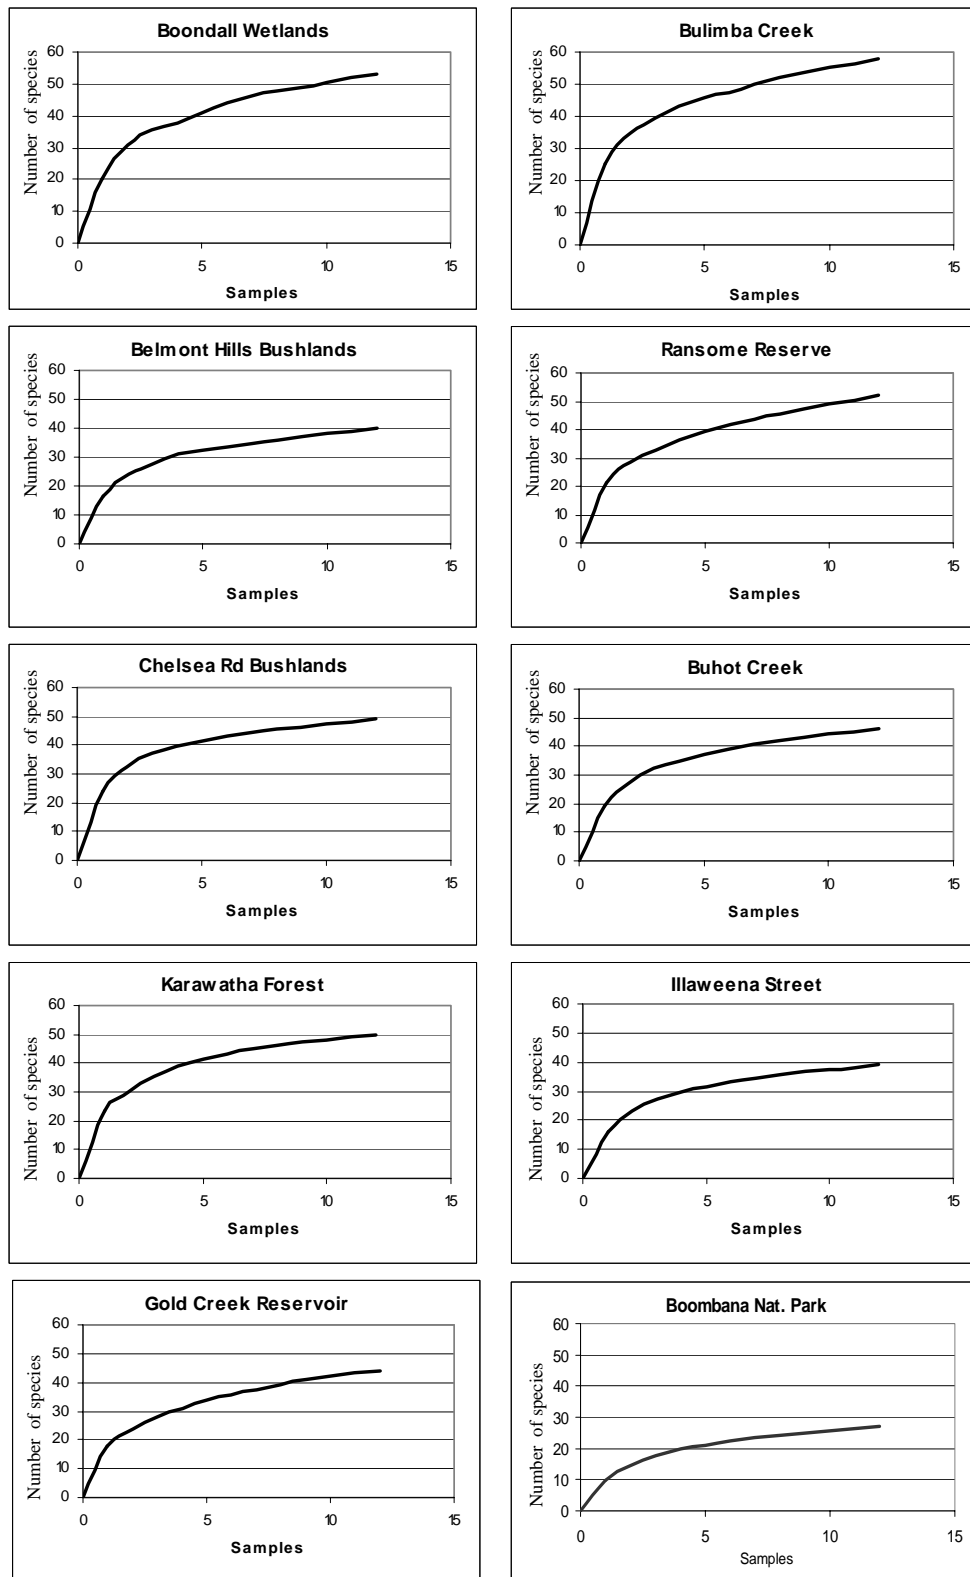 Boondall Wetlands
Number of species
60
50
40
30
20
10
0
0 5 10 15
Samples
Bulimba Creek
Number of species
60
50
40
30
20
10
0
0 5 10 15
Samples
Belmont Hills Bushlands
Number of species
60
50
40
30
20
10
0
0 5 10 15
Samples
Ransome Reserve
Number of species
60
50
40
30
20
10
0
0 5 10 15
Samples
Chelsea Rd Bushlands
Number of species
60
50
40
30
20
10
0
0 5 10 15
Samples
Buhot Creek
Number of species
60
50
40
30
20
10
0
0 5 10 15
Samples
Karawatha Forest
Number of species
60
50
40
30
20
10
0
0 5 10 15
Samples
Illaweena Street
Number of species
60
50
40
30
20
10
0
0 5 10 15
Samples
Gold Creek Reservoir
Number of species
60
50
40
30
20
10
0
0 5 10 15
Samples
Boombana Nat. Park
Number of species
60
50
40
30
20
10
0
0 5 10 15
Samples